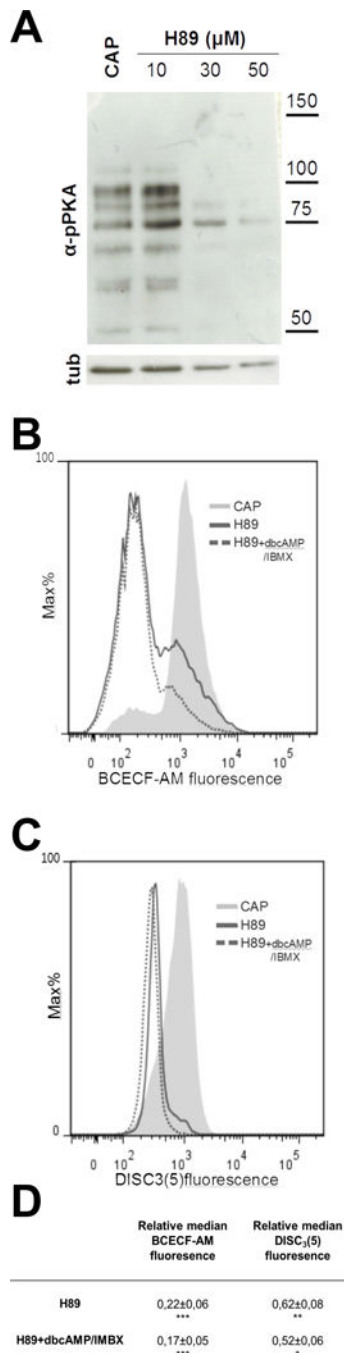 A
CAP
H89 (µM)
10 30 50
150
100
75
50
α-pPKA
tub
B
100
CAP
H89
H89+dbcAMP
/IBMX
Max%
0 10² 10³ 10⁴ 10⁵
BCECF-AM fluorescence
C
100
CAP
H89
H89+dbcAMP
/IBMX
Max%
0
0 10² 10³ 10⁴ 10⁵
DISC3(5)fluorescence
D
Relative median Relative median
BCECF-AM DISC₃(5)
fluoresence fluoresence
H89 0,22±0,06 0,62±0,08
*** **
H89+dbcAMP/IMBX 0,17±0,05 0,52±0,06
*** *